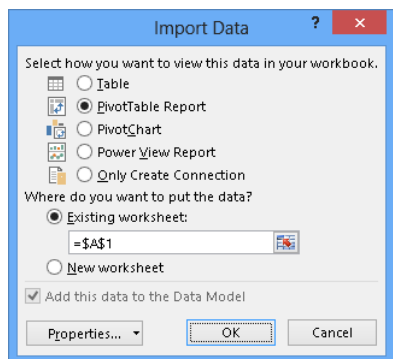 Import Data
?
×
Select how you want to view this data in your workbook.
Table
PivotTable Report
PivotChart
Power View Report
Only Create Connection
Where do you want to put the data?
Existing worksheet:
=$A$1
New worksheet
Add this data to the Data Model
Properties... OK Cancel